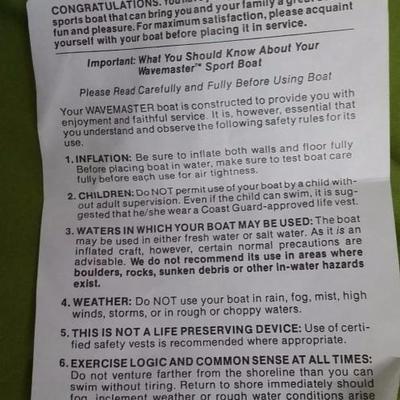 CONGRATULATIONS.
sports boat that can bring you and your family a great
fun and pleasure. For maximum satisfaction, please acquaint
yourself with your boat before placing it in service.
Important: What You Should Know About Your
Wavemaster™ Sport Boat
Please Read Carefully and Fully Before Using Boat
Your WAVEMASTER boat is constructed to provide you with
enjoyment and faithful service. It is, however, essential that
you understand and observe the following safety rules for its
use.
1. INFLATION: Be sure to inflate both walls and floor fully
Before placing boat in water, make sure to test boat care
fully before each use for air tightness.
2. CHILDREN: Do NOT permit use of your boat by a child with-
out adult supervision. Even if the child can swim, it is sug-
gested that he/she wear a Coast Guard-approved life vest.
3. WATERS IN WHICH YOUR BOAT MAY BE USED: The boat
may be used in either fresh water or salt water. As it is an
inflated craft, however, certain normal precautions are
advisable. We do not recommend its use in areas where
boulders, rocks, sunken debris or other in-water hazards
exist.
4. WEATHER: Do NOT use your boat in rain, fog, mist, high
winds, storms, or in rough or choppy waters.
5. THIS IS NOT A LIFE PRESERVING DEVICE: Use of certi-
fied safety vests is recommended where appropriate.
6. EXERCISE LOGIC AND COMMON SENSE AT ALL TIMES:
Do not venture farther from the shoreline than you can
swim without tiring. Return to shore immediately should
fog, inclement weather or rough water conditions arise